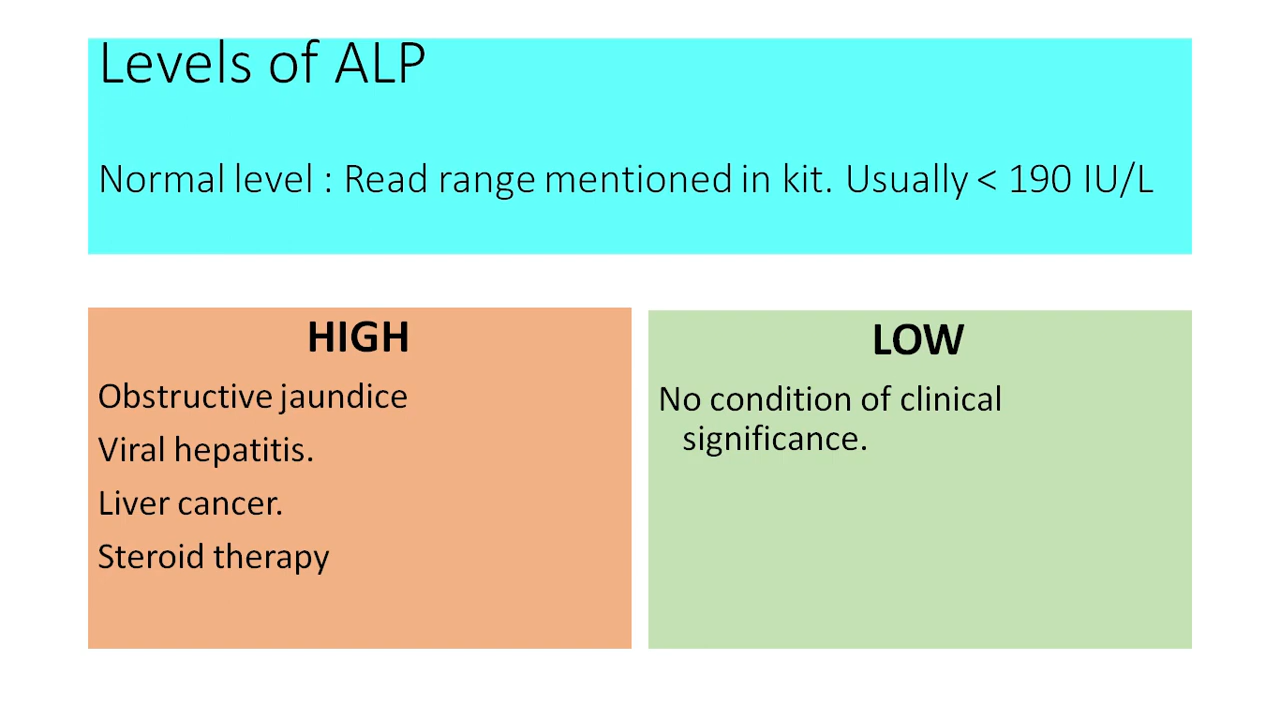 Levels of ALP
Normal level : Read range mentioned in kit. Usually < 190 IU/L
HIGH
Obstructive jaundice
Viral hepatitis.
Liver cancer.
Steroid therapy
LOW
No condition of clinical
significance.